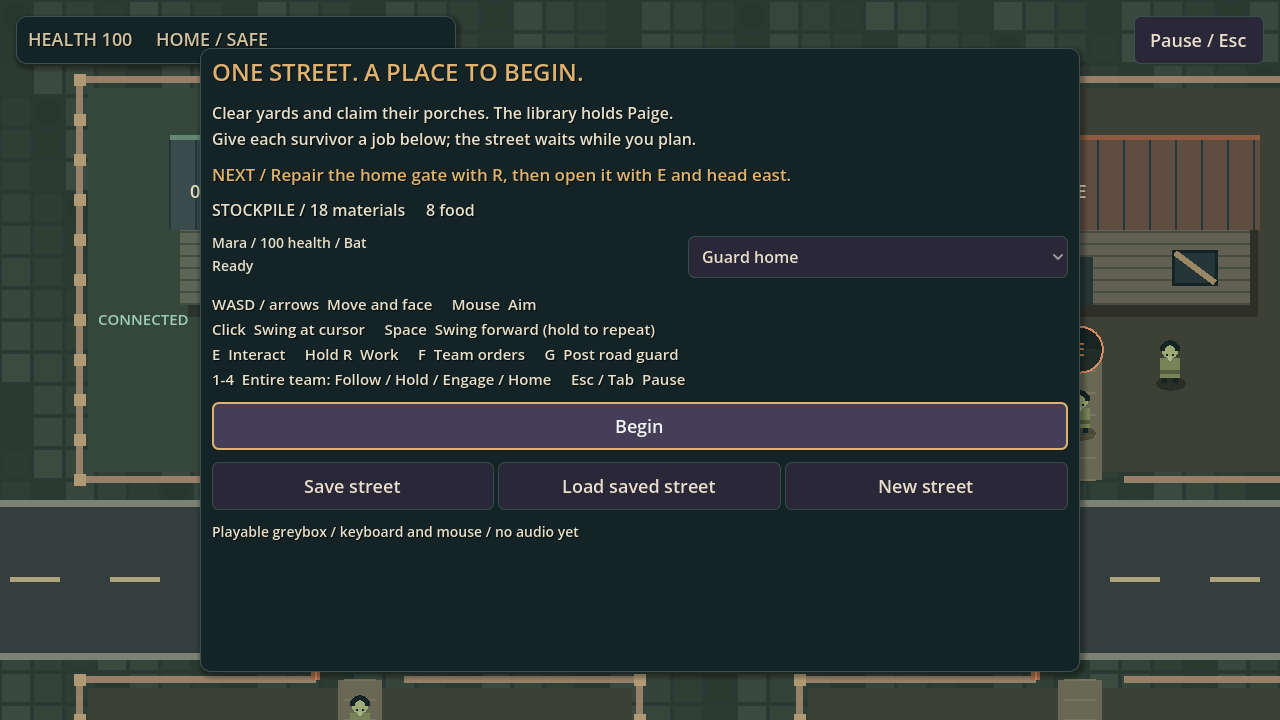 HEALTH 100 HOME / SAFE
Pause / Esc
ONE STREET. A PLACE TO BEGIN.
Clear yards and claim their porches. The library holds Paige.
Give each survivor a job below; the street waits while you plan.
NEXT / Repair the home gate with R, then open it with E and head east.
STOCKPILE / 18 materials 8 food
Mara / 100 health / Bat
Ready
Guard home
CONNECTED
WASD / arrows Move and face Mouse Aim
Click Swing at cursor Space Swing forward (hold to repeat)
E Interact Hold R Work F Team orders G Post road guard
1-4 Entire team: Follow / Hold / Engage / Home Esc / Tab Pause
Begin
Save street
Load saved street
New street
Playable greybox / keyboard and mouse / no audio yet